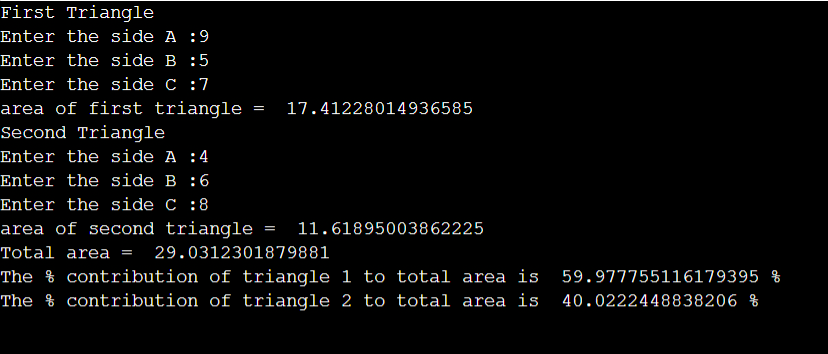 First Triangle
Enter the side A :9
Enter the side B :5
Enter the side C :7
area of first triangle =  17.41228014936585
Second Triangle
Enter the side A :4
Enter the side B :6
Enter the side C :8
area of second triangle =  11.61895003862225
Total area =  29.0312301879881
The % contribution of triangle 1 to total area is  59.977755116179395 %
The % contribution of triangle 2 to total area is  40.0222448838206 %